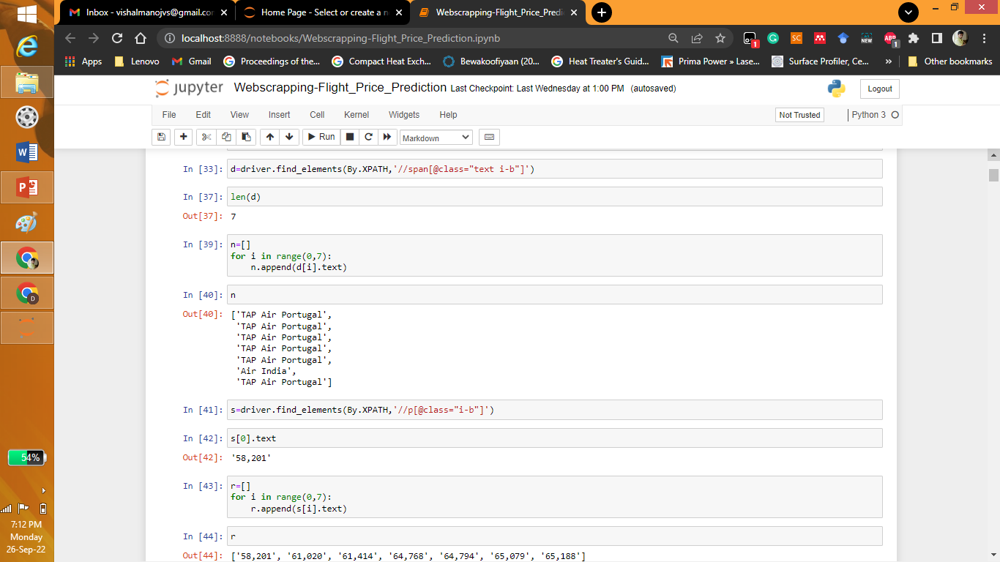 Inbox - vishalmanojvs@gmail.con
Home Page - Select or create a n
Webscrapping-Flight_Price_Predi
localhost:8888/notebooks/Webscrapping-Flight_Price_Prediction.ipynb
1
SC
NEW
ABP
1
Apps
Lenovo
Gmail
Proceedings of the...
Compact Heat Exch...
Bewakoofiyaan (20...
Heat Treater's Guid...
Prima Power » Lase...
Surface Profiler, Ce...
»
Other bookmarks
jupyter Webscrapping-Flight_Price_Prediction Last Checkpoint: Last Wednesday at 1:00 PM (autosaved)
Logout
File Edit View Insert Cell Kernel Widgets Help
Not Trusted
Python 3
Run
Markdown
In [33]: d=driver.find_elements(By.XPATH,'//span[@class="text i-b"]')
In [37]: len(d)
Out[37]: 7
In [39]: n=[]
for i in range(0,7):
    n.append(d[i].text)
In [40]: n
Out[40]: ['TAP Air Portugal',
'TAP Air Portugal',
'TAP Air Portugal',
'TAP Air Portugal',
'TAP Air Portugal',
'Air India',
'TAP Air Portugal']
In [41]: s=driver.find_elements(By.XPATH,'//p[@class="i-b"]')
In [42]: s[0].text
Out[42]: '58,201'
In [43]: r=[]
for i in range(0,7):
    r.append(s[i].text)
In [44]: r
Out[44]: ['58,201', '61,020', '61,414', '64,768', '64,794', '65,079', '65,188']
W
P
D
54%
7:12 PM
Monday
26-Sep-22